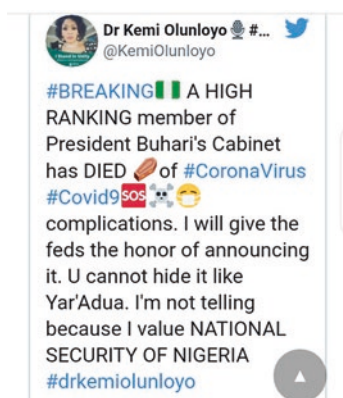 Dr Kemi Olunloyo🎙️#...
@KemiOlunloyo
#BREAKING🇳🇬 A HIGH
RANKING member of
President Buhari's Cabinet
has DIED ⚰️of #CoronaVirus
#Covid9🆘☠️😷
complications. I will give the
feds the honor of announcing
it. U cannot hide it like
Yar'Adua. I'm not telling
because I value NATIONAL
SECURITY OF NIGERIA
#drkemiolunloyo